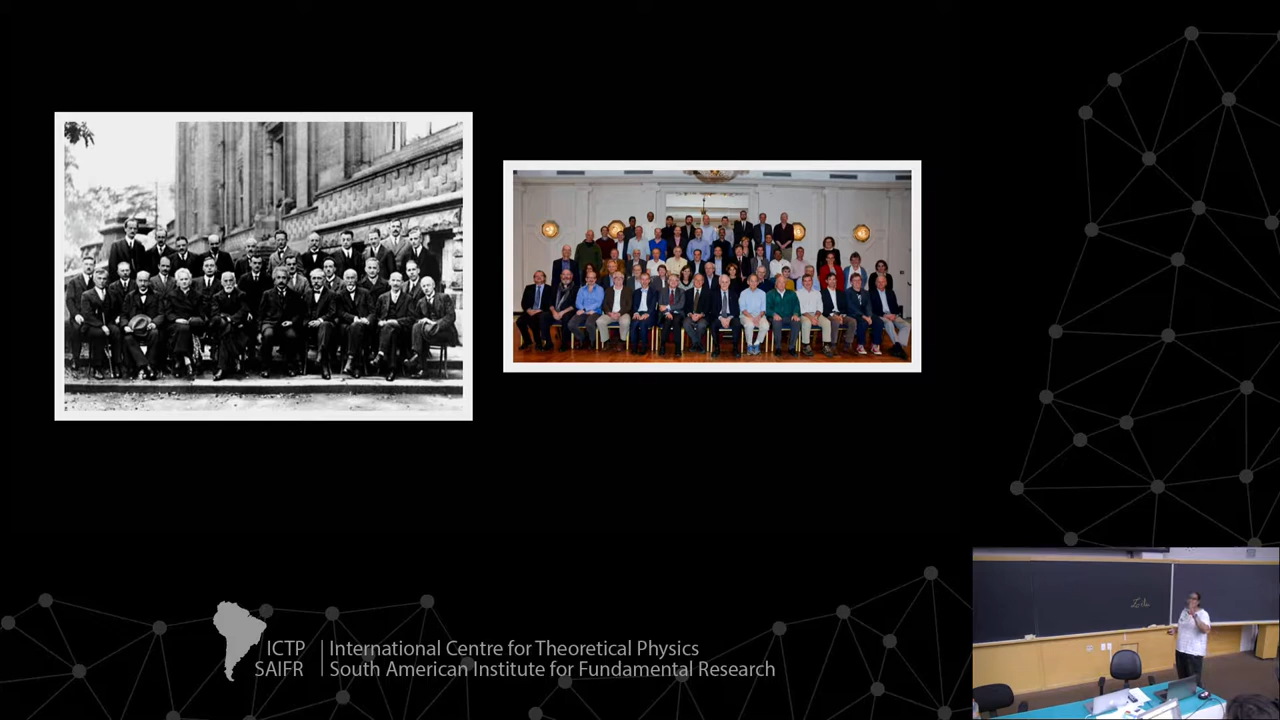 ICTP
SAIFR
International Centre for Theoretical Physics
South American Institute for Fundamental Research